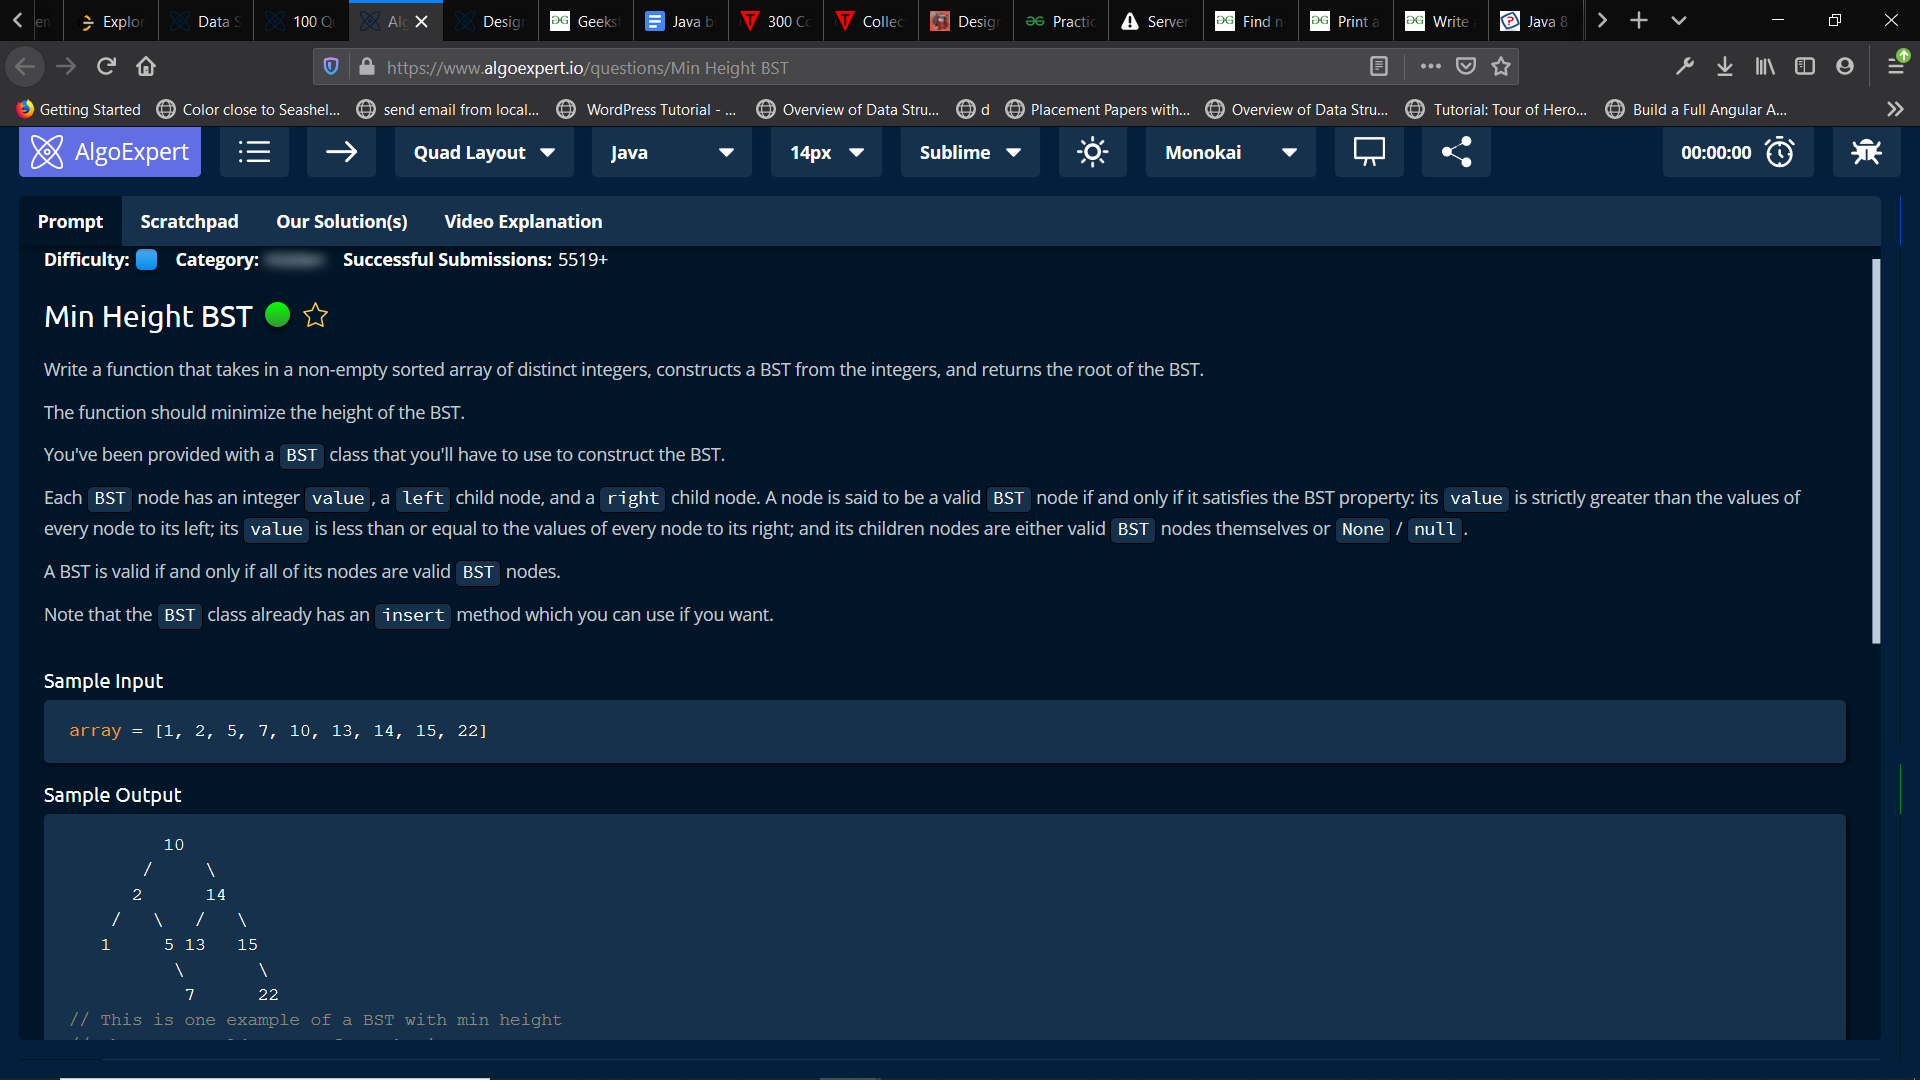 Explor
Data S
100 Qu
Alg
Design
Geeks
Java b
300 Co
Collec
Design
Practic
Server
Find n
Print a
Write
Java 8
https://www.algoexpert.io/questions/Min Height BST
Getting Started
Color close to Seashel...
send email from local...
WordPress Tutorial - ...
Overview of Data Stru...
d
Placement Papers with...
Overview of Data Stru...
Tutorial: Tour of Hero...
Build a Full Angular A...
AlgoExpert
Quad Layout
Java
14px
Sublime
Monokai
00:00:00
Prompt
Scratchpad
Our Solution(s)
Video Explanation
Difficulty: Category: Successful Submissions: 5519+
Min Height BST
Write a function that takes in a non-empty sorted array of distinct integers, constructs a BST from the integers, and returns the root of the BST.
The function should minimize the height of the BST.
You've been provided with a BST class that you'll have to use to construct the BST.
Each BST node has an integer value, a left child node, and a right child node. A node is said to be a valid BST node if and only if it satisfies the BST property: its value is strictly greater than the values of
every node to its left; its value is less than or equal to the values of every node to its right; and its children nodes are either valid BST nodes themselves or None / null.
A BST is valid if and only if all of its nodes are valid BST nodes.
Note that the BST class already has an insert method which you can use if you want.
Sample Input
array = [1, 2, 5, 7, 10, 13, 14, 15, 22]
Sample Output
10
/ \
2 14
/ \ / \
1 5 13 15
\ \
7 22
// This is one example of a BST with min height